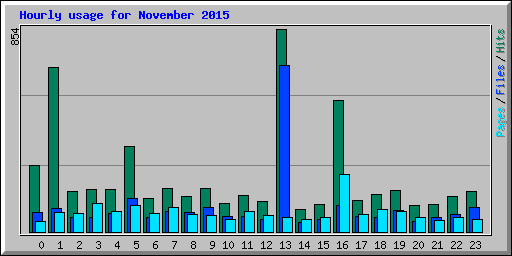 Hourly usage for November 2015
854
Pages/Files/Hits
0 1 2 3 4 5 6 7 8 9 10 11 12 13 14 15 16 17 18 19 20 21 22 23